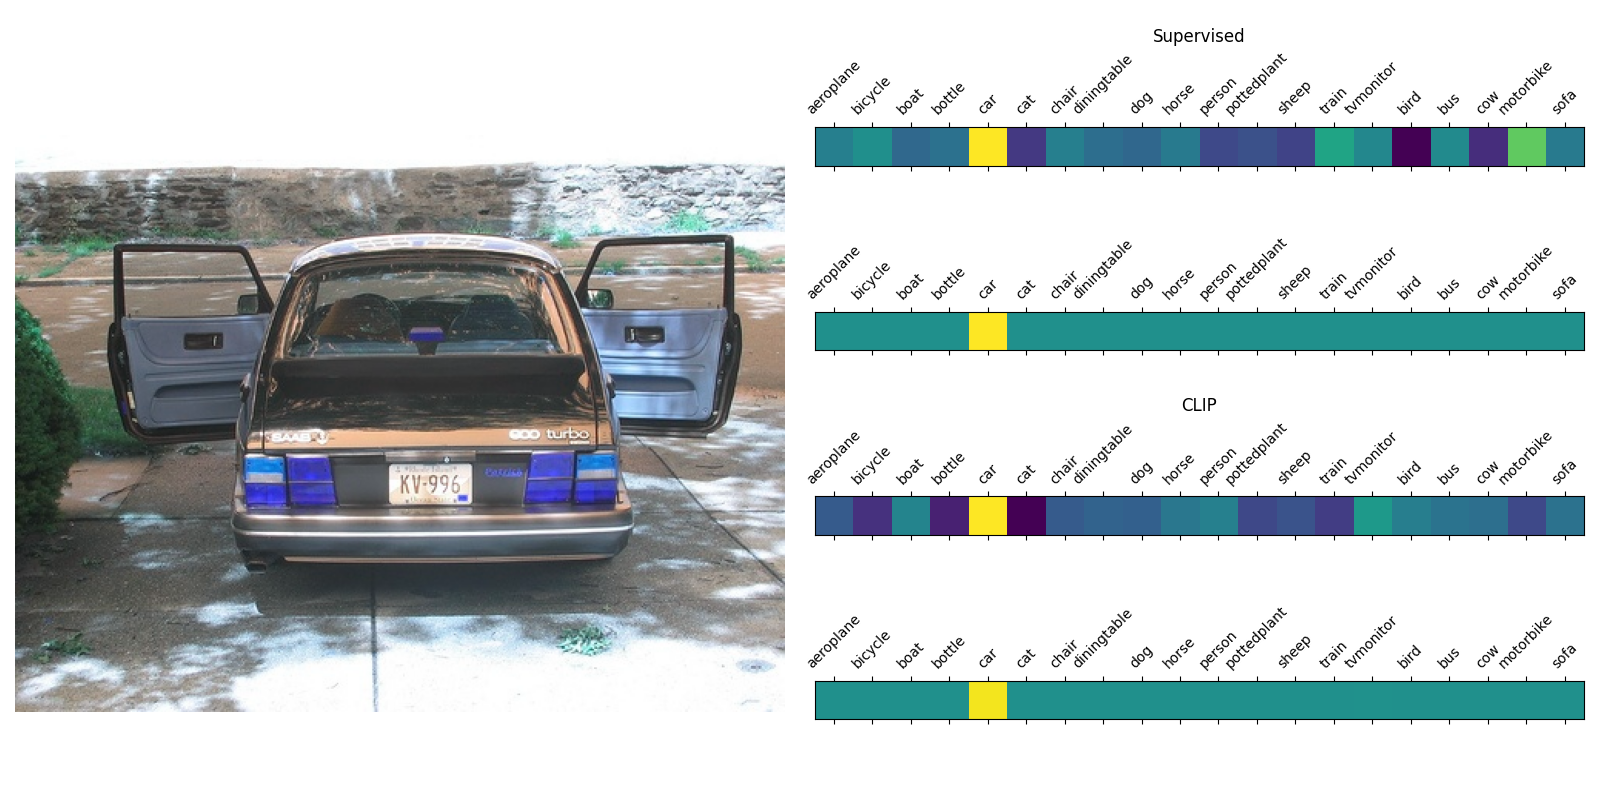 Supervised
aeroplane bicycle boat bottle car cat chair diningtable dog horse person pottedplant sheep train tvmonitor bird bus cow motorbike sofa
aeroplane bicycle boat bottle car cat chair diningtable dog horse person pottedplant sheep train tvmonitor bird bus cow motorbike sofa
CLIP
aeroplane bicycle boat bottle car cat chair diningtable dog horse person pottedplant sheep train tvmonitor bird bus cow motorbike sofa
aeroplane bicycle boat bottle car cat chair diningtable dog horse person pottedplant sheep train tvmonitor bird bus cow motorbike sofa
SAAB 900 turbo
KV-996